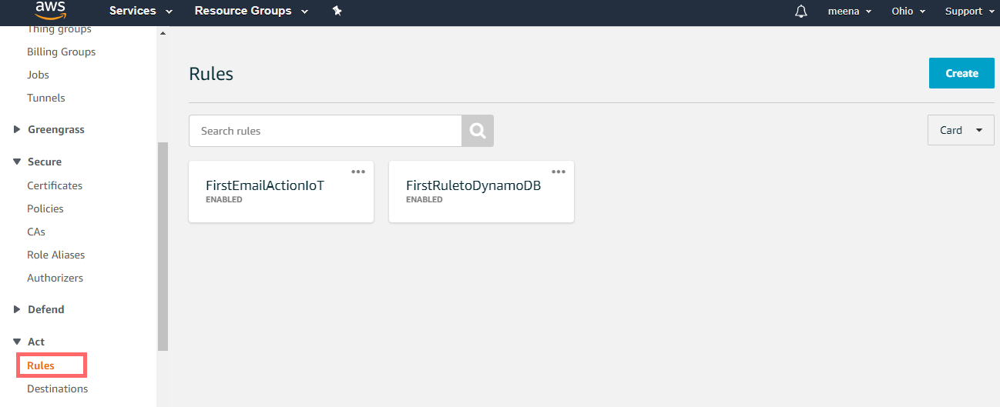 aws Services Resource Groups meena Ohio Support
Thing groups
Billing Groups
Jobs
Tunnels
Greengrass
Secure
Certificates
Policies
CAs
Role Aliases
Authorizers
Defend
Act
Rules
Destinations
Rules
Create
Search rules
Card
FirstEmailActionIoT
ENABLED
FirstRuletoDynamoDB
ENABLED